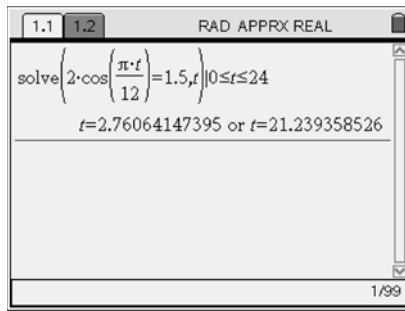 1.1 1.2 RAD APPRX REAL
solve(2·cos(π·t/12)=1.5,t)|0≤t≤24
t=2.76064147395 or t=21.239358526
1/99